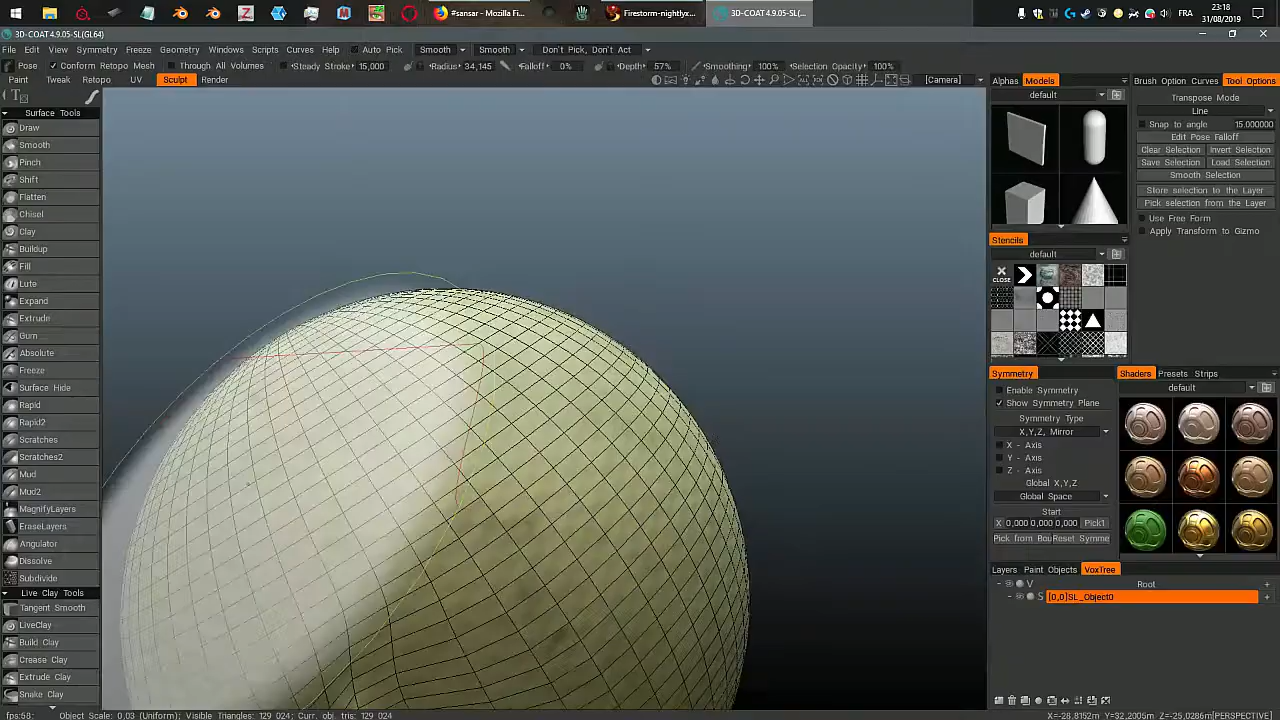 #sansar - Mozilla Fi...
Firestorm-nightlyx...
3D-COAT 4.9.05-SL(...
FRA
23:18
31/08/2019
3D-COAT 4.9.05-SL(GL64)
File Edit View Symmetry Freeze Geometry Windows Scripts Curves Help Auto Pick Smooth Smooth Don't Pick, Don't Act
Pose Conform Retopo Mesh Through All Volumes Steady Stroke 15,000 Radius 34,145 Falloff 0% Depth 57% Smoothing 100% Selection Opacity 100%
Paint Tweak Retopo UV Sculpt Render
[Camera]
Surface Tools
Draw
Smooth
Pinch
Shift
Flatten
Chisel
Clay
Buildup
Fill
Lute
Expand
Extrude
Gum
Absolute
Freeze
Surface Hide
Rapid
Rapid2
Scratches
Scratches2
Mud
Mud2
MagnifyLayers
EraseLayers
Angulator
Dissolve
Subdivide
Live Clay Tools
Tangent Smooth
LiveClay
Build Clay
Crease Clay
Extrude Clay
Snake Clay
Alphas Models
default
Stencils
default
CLOSE
Symmetry
Enable Symmetry
Show Symmetry Plane
Symmetry Type
X,Y,Z, Mirror
X - Axis
Y - Axis
Z - Axis
Global X,Y,Z
Global Space
Start
X 0,000 0,000 0,000 Pick1
Pick from Bou Reset Symme
Brush Option Curves Tool Options
Transpose Mode
Line
Snap to angle 15.000000
Edit Pose Falloff
Clear Selection Invert Selection
Save Selection Load Selection
Smooth Selection
Store selection to the Layer
Pick selection from the Layer
Use Free Form
Apply Transform to Gizmo
Shaders Presets Strips
default
Layers Paint Objects VoxTree
V Root +
S [0,0]SL_Object0 +
fps:58; Object Scale: 0,03 (Uniform); Visible Triangles: 129 024; Curr. obj. tris: 129 024
X=-28,8152m Y=32,2005m Z=-25,0286m[PERSPECTIVE]